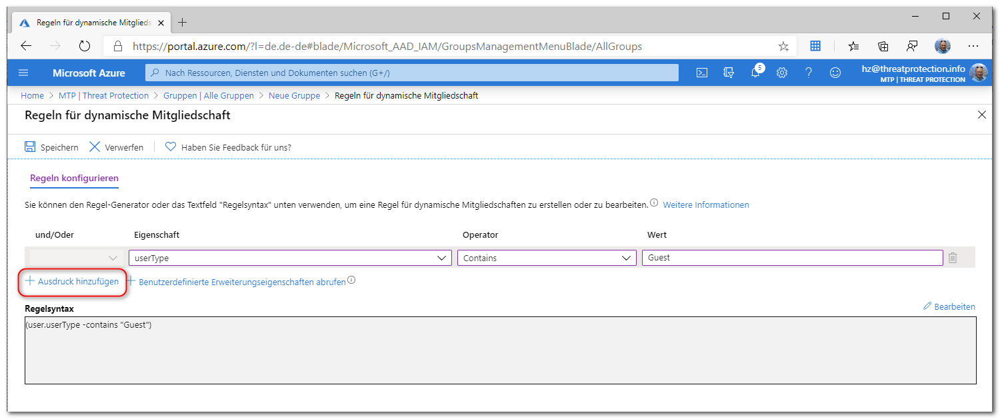 Regeln für dynamische Mitglieds
https://portal.azure.com/?l=de.de-de#blade/Microsoft_AAD_IAM/GroupsManagementMenuBlade/AllGroups
Microsoft Azure
Nach Ressourcen, Diensten und Dokumenten suchen (G+/)
5
hz@threatprotection.info
MTP | THREAT PROTECTION
Home > MTP | Threat Protection > Gruppen | Alle Gruppen > Neue Gruppe > Regeln für dynamische Mitgliedschaft
Regeln für dynamische Mitgliedschaft
Speichern Verwerfen Haben Sie Feedback für uns?
Regeln konfigurieren
Sie können den Regel-Generator oder das Textfeld "Regelsyntax" unten verwenden, um eine Regel für dynamische Mitgliedschaften zu erstellen oder zu bearbeiten. Weitere Informationen
und/Oder Eigenschaft Operator Wert
userType Contains Guest
+ Ausdruck hinzufügen + Benutzerdefinierte Erweiterungseigenschaften abrufen
Regelsyntax Bearbeiten
(user.userType -contains "Guest")